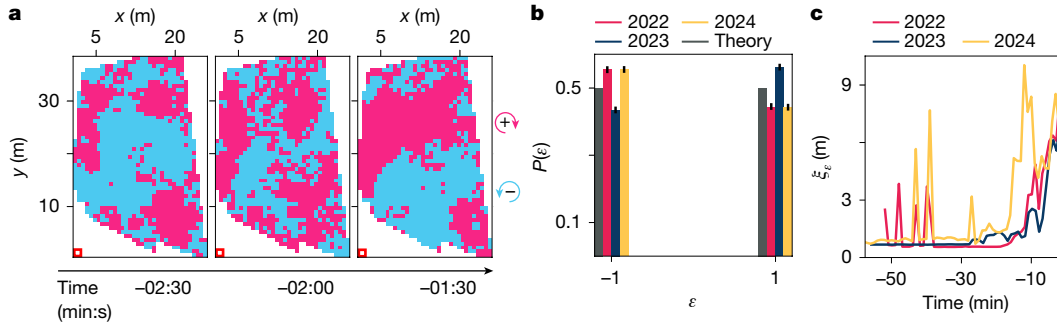 a
x (m)
x (m)
x (m)
5
20
5
20
5
20
30
10
y (m)
+
−
Time
(min:s)
−02:30
−02:00
−01:30
b
2022
2024
2023
Theory
0.5
0.1
P(ε)
−1
1
ε
c
2022
2023
2024
9
3
0
ξε (m)
−50
−30
−10
Time (min)